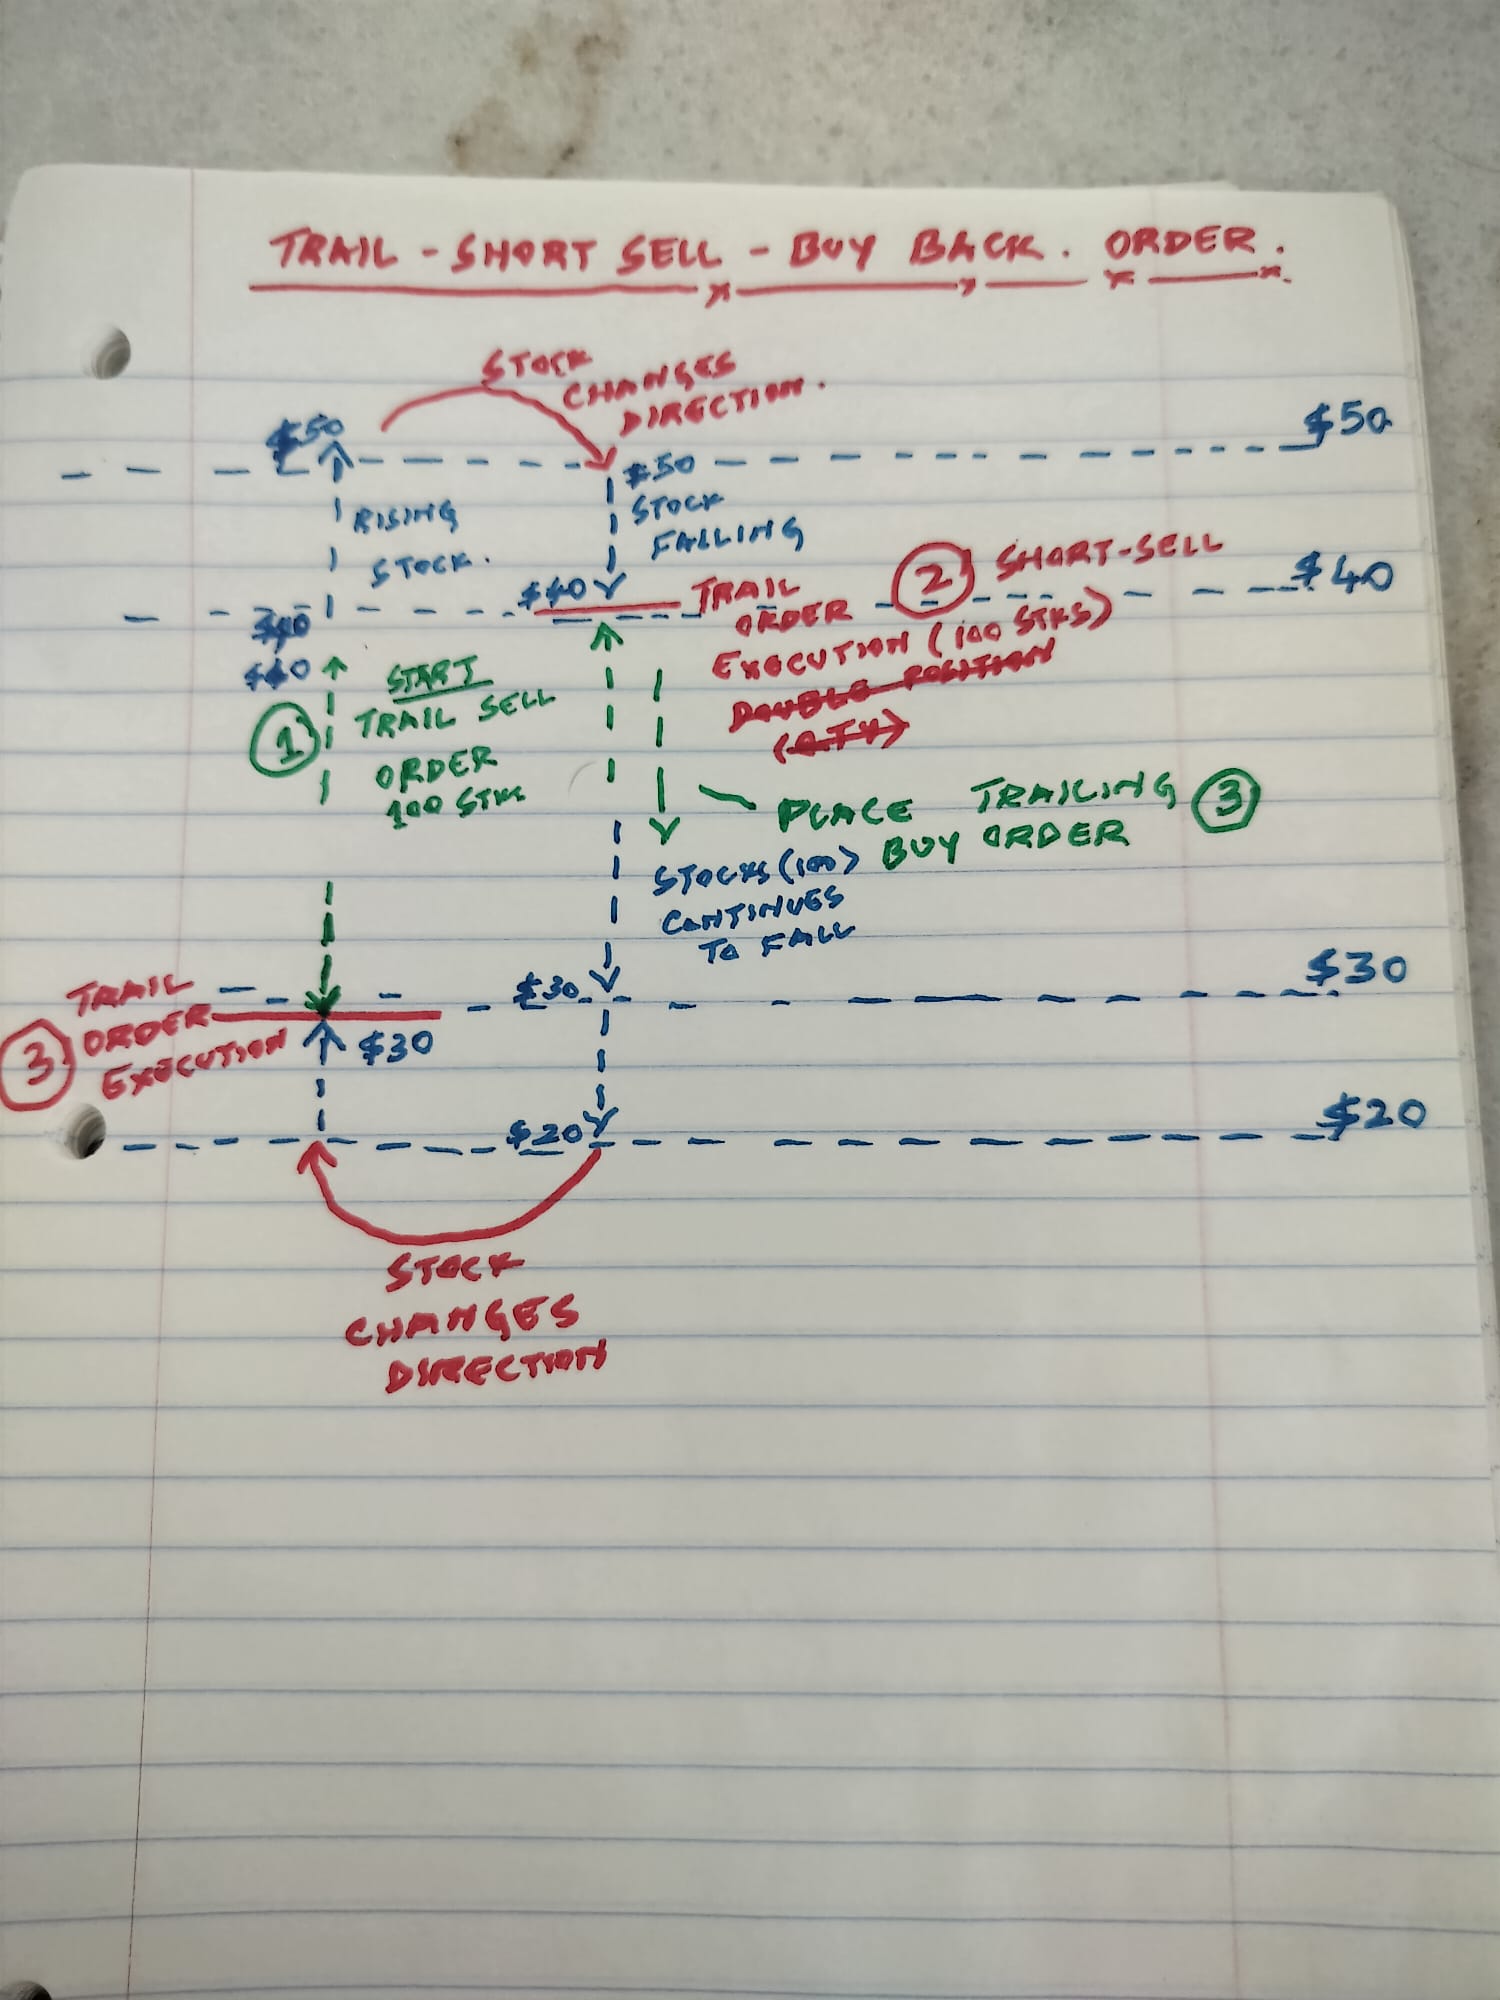 TRAIL - SHORT SELL - BUY BACK. ORDER.
STOCK
CHANGES
DIRECTION.
$50
$50
$50
RISING
STOCK.
STOCK
FALLING
$40
$40
$40
$40
TRAIL
ORDER
EXECUTION (100 STKS)
DOUBLE POSITION
(QTY)
2 SHORT-SELL
1
START
TRAIL SELL
ORDER
100 STKS
PLACE TRAILING 3
BUY ORDER
STOCKS (100)
CONTINUES
TO FALL
$30
$30
3 TRAIL
ORDER
EXECUTION
$30
$20
$20
STOCK
CHANGES
DIRECTION